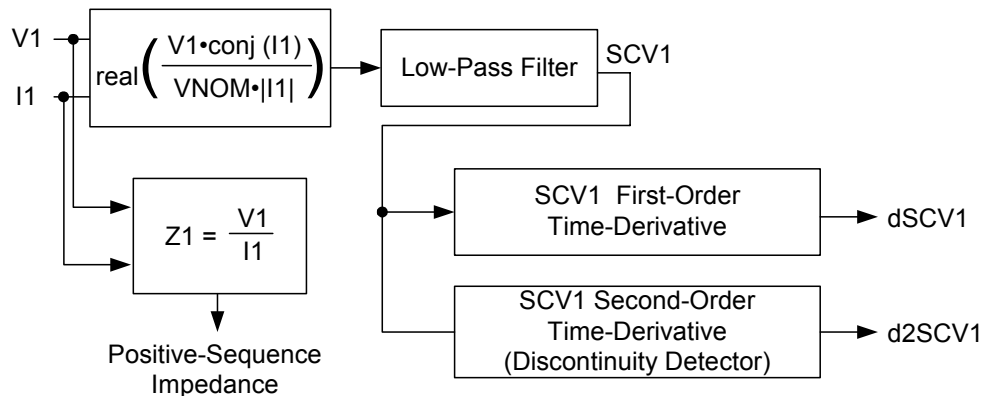 V1
I1
real( V1•conj (I1) / VNOM•|I1| )
Low-Pass Filter
SCV1
Z1 = V1 / I1
Positive-Sequence
Impedance
SCV1 First-Order
Time-Derivative
dSCV1
SCV1 Second-Order
Time-Derivative
(Discontinuity Detector)
d2SCV1